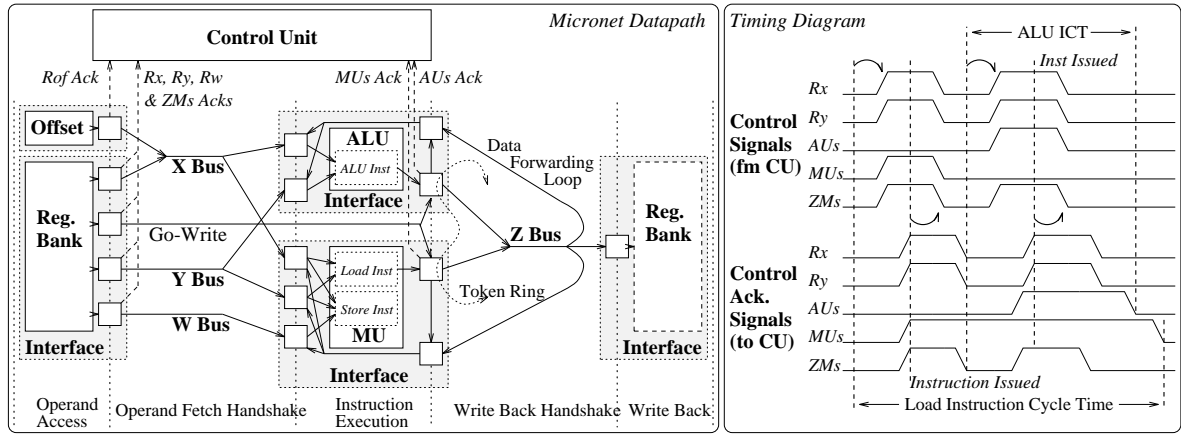 Micronet Datapath
Control Unit
Rof Ack
Rx, Ry, Rw
& ZMs Acks
MUs Ack
AUs Ack
Offset
X Bus
ALU
ALU Inst
Interface
Data
Forwarding
Loop
Reg.
Bank
Go-Write
Z Bus
Reg.
Bank
Y Bus
Load Inst
Store Inst
MU
Token Ring
W Bus
Interface
Interface
Interface
Operand
Access
Operand Fetch Handshake
Instruction
Execution
Write Back Handshake
Write Back
Timing Diagram
ALU ICT
Inst Issued
Control
Signals
(fm CU)
Rx
Ry
AUs
MUs
ZMs
Control
Ack.
Signals
(to CU)
Rx
Ry
AUs
MUs
ZMs
Instruction Issued
Load Instruction Cycle Time